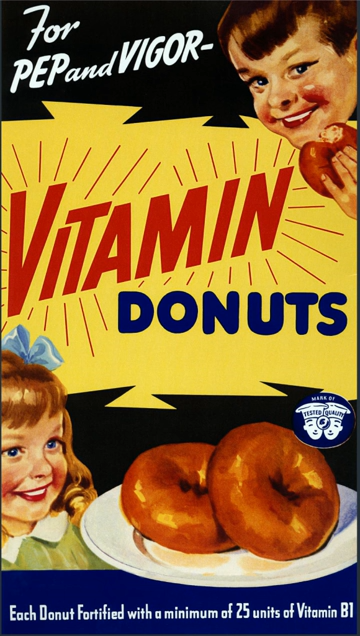 For
PEP and VIGOR-
VITAMIN
DONUTS
MARK OF
TESTED QUALITY
Each Donut Fortified with a minimum of 25 units of Vitamin B1